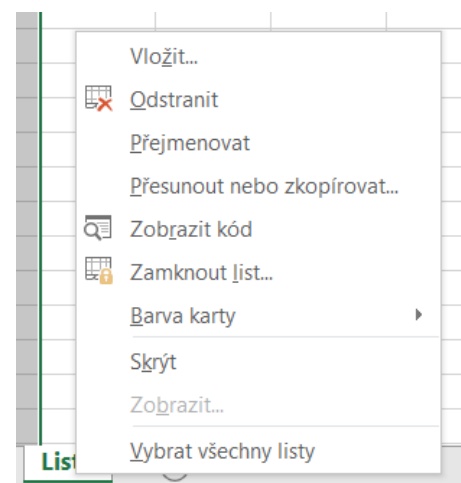 Vložit...
Odstranit
Přejmenovat
Přesunout nebo zkopírovat...
Zobrazit kód
Zamknout list...
Barva karty
Skrýt
Zobrazit...
Vybrat všechny listy
List